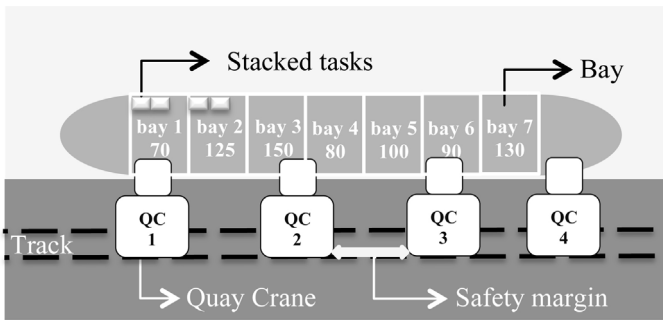 Stacked tasks
Bay
bay 1 bay 2 bay 3 bay 4 bay 5 bay 6 bay 7
70 125 150 80 100 90 130
QC QC QC QC
1 2 3 4
Track
Quay Crane Safety margin